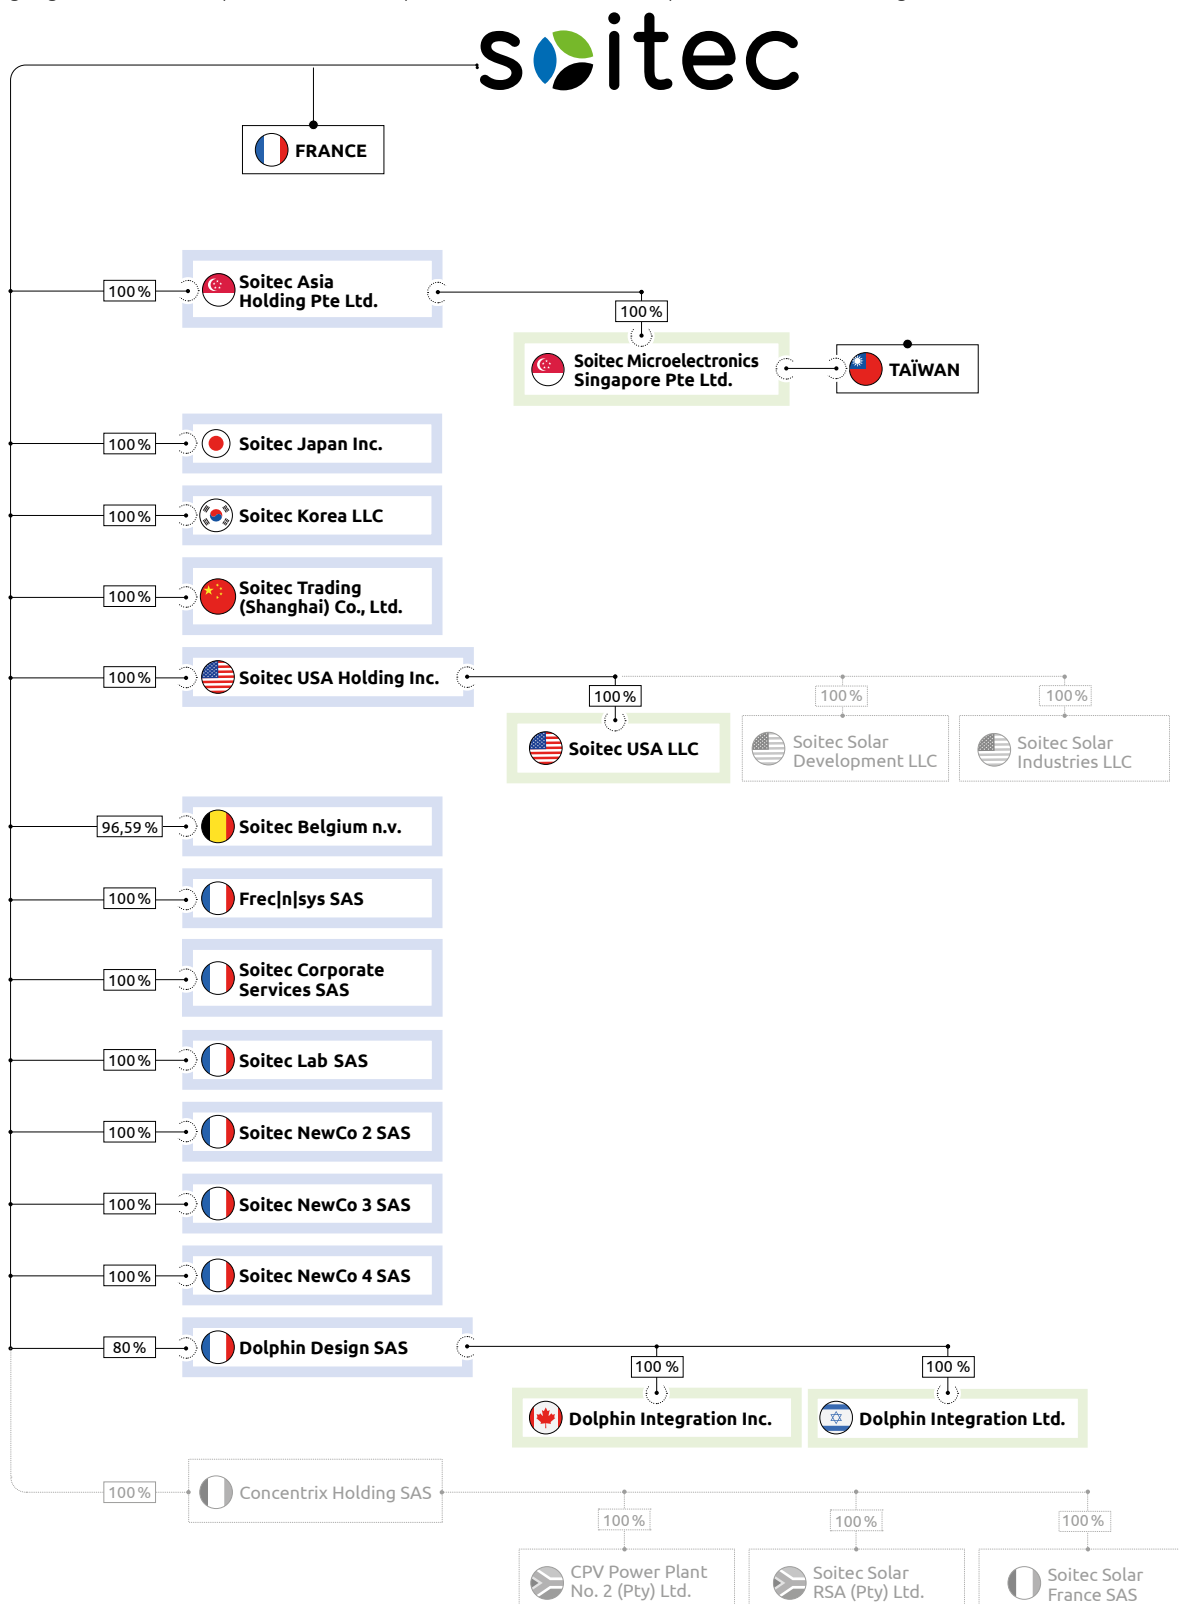 soitec
FRANCE
100 %
Soitec Asia
Holding Pte Ltd.
100 %
Soitec Microelectronics
Singapore Pte Ltd.
TAÏWAN
100 %
Soitec Japan Inc.
100 %
Soitec Korea LLC
100 %
Soitec Trading
(Shanghai) Co., Ltd.
100 %
Soitec USA Holding Inc.
100 %
100 %
100 %
Soitec USA LLC
Soitec Solar
Development LLC
Soitec Solar
Industries LLC
96,59 %
Soitec Belgium n.v.
100 %
Frec|n|sys SAS
100 %
Soitec Corporate
Services SAS
100 %
Soitec Lab SAS
100 %
Soitec NewCo 2 SAS
100 %
Soitec NewCo 3 SAS
100 %
Soitec NewCo 4 SAS
80 %
Dolphin Design SAS
100 %
100 %
Dolphin Integration Inc.
Dolphin Integration Ltd.
100 %
Concentrix Holding SAS
100 %
100 %
100 %
CPV Power Plant
No. 2 (Pty) Ltd.
Soitec Solar
RSA (Pty) Ltd.
Soitec Solar
France SAS